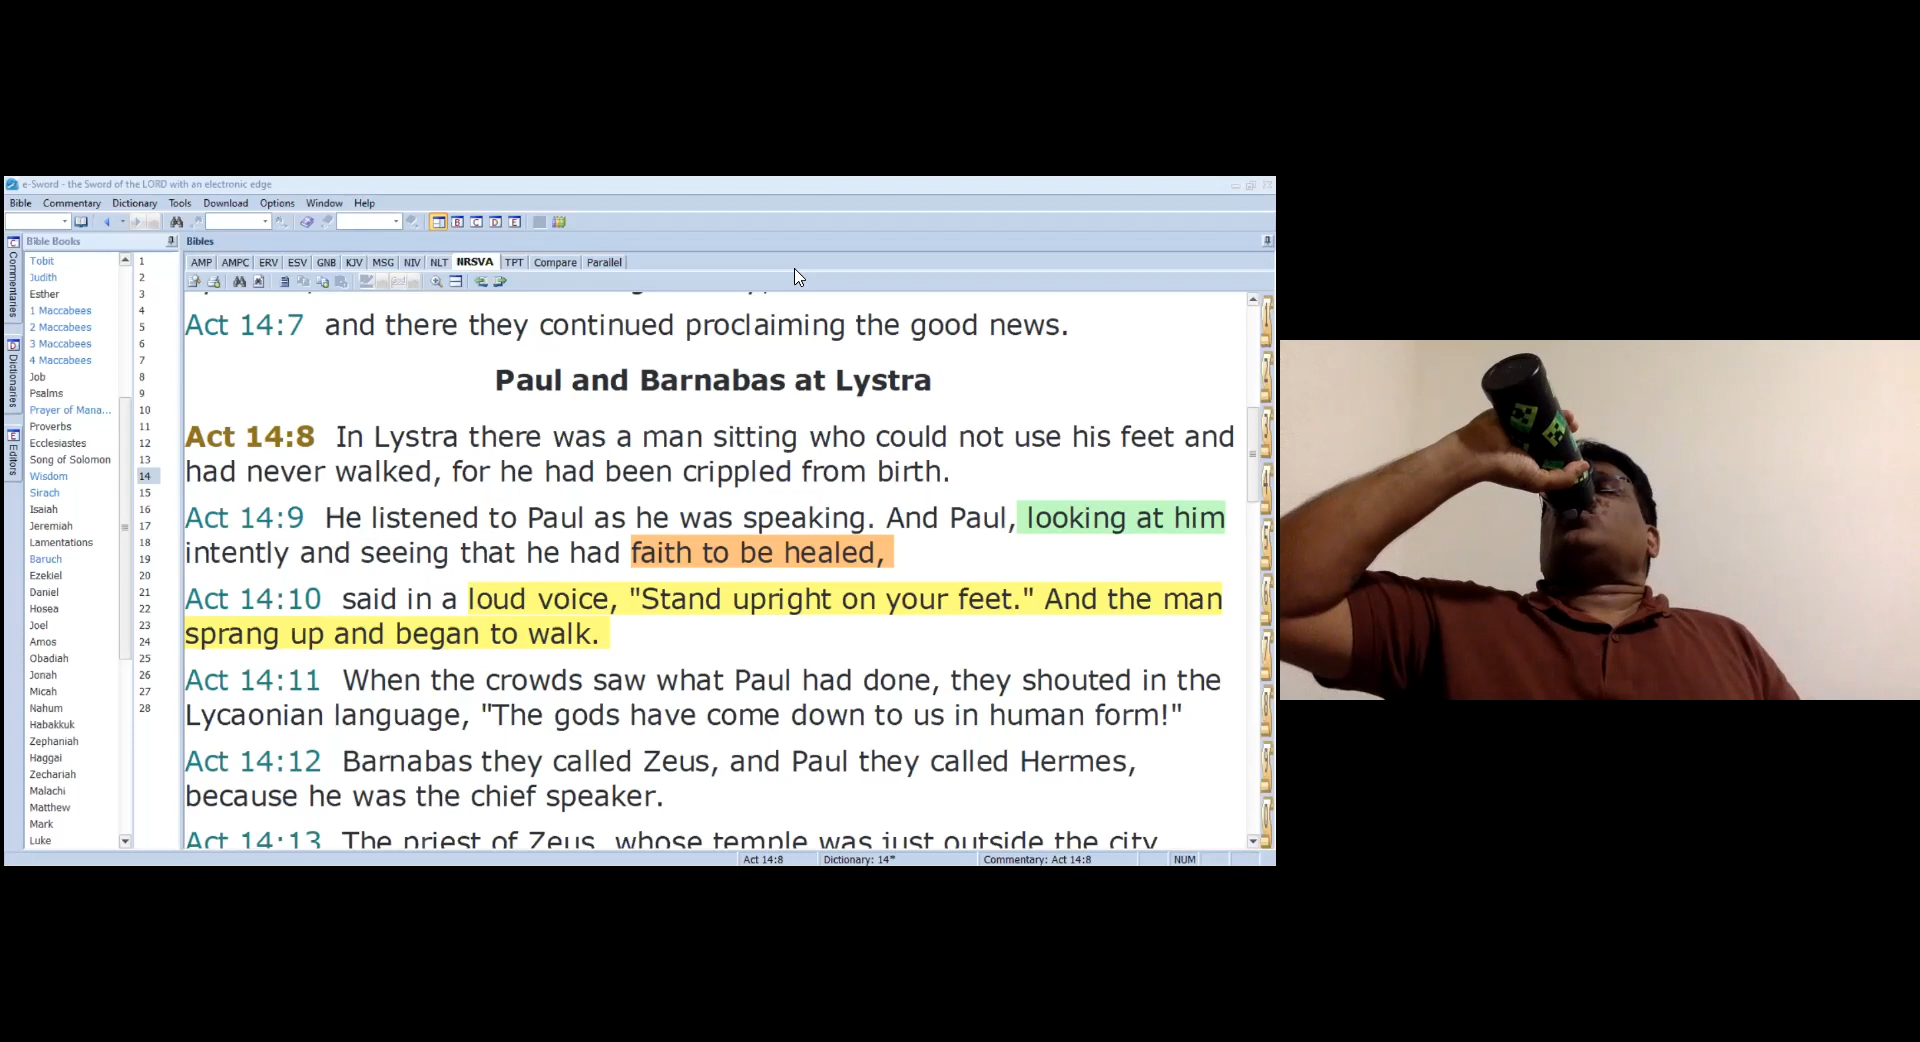 e-Sword - the Sword of the LORD with an electronic edge
Bible Commentary Dictionary Tools Download Options Window Help
Bible Books
Bibles
AMP AMPC ERV ESV GNB KJV MSG NIV NLT NRSVA TPT Compare Parallel
Commentaries
Dictionaries
Editors
Tobit
Judith
Esther
1 Maccabees
2 Maccabees
3 Maccabees
4 Maccabees
Job
Psalms
Prayer of Mana...
Proverbs
Ecclesiastes
Song of Solomon
Wisdom
Sirach
Isaiah
Jeremiah
Lamentations
Baruch
Ezekiel
Daniel
Hosea
Joel
Amos
Obadiah
Jonah
Micah
Nahum
Habakkuk
Zephaniah
Haggai
Zechariah
Malachi
Matthew
Mark
Luke
1
2
3
4
5
6
7
8
9
10
11
12
13
14
15
16
17
18
19
20
21
22
23
24
25
26
27
28
Act 14:7 and there they continued proclaiming the good news.
Paul and Barnabas at Lystra
Act 14:8 In Lystra there was a man sitting who could not use his feet and
had never walked, for he had been crippled from birth.
Act 14:9 He listened to Paul as he was speaking. And Paul, looking at him
intently and seeing that he had faith to be healed,
Act 14:10 said in a loud voice, "Stand upright on your feet." And the man
sprang up and began to walk.
Act 14:11 When the crowds saw what Paul had done, they shouted in the
Lycaonian language, "The gods have come down to us in human form!"
Act 14:12 Barnabas they called Zeus, and Paul they called Hermes,
because he was the chief speaker.
Act 14:13 The priest of Zeus, whose temple was just outside the city,
Act 14:8
Dictionary: 14*
Commentary: Act 14:8
NUM